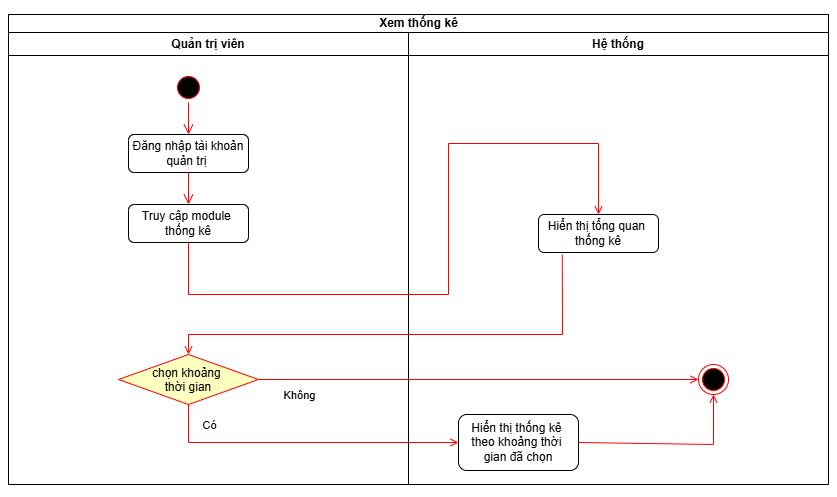 Xem thống kê
Quản trị viên
Hệ thống
Đăng nhập tài khoản
quản trị
Truy cập module
thống kê
Hiển thị tổng quan
thống kê
chọn khoảng
thời gian
Không
Có
Hiển thị thống kê
theo khoảng thời
gian đã chọn